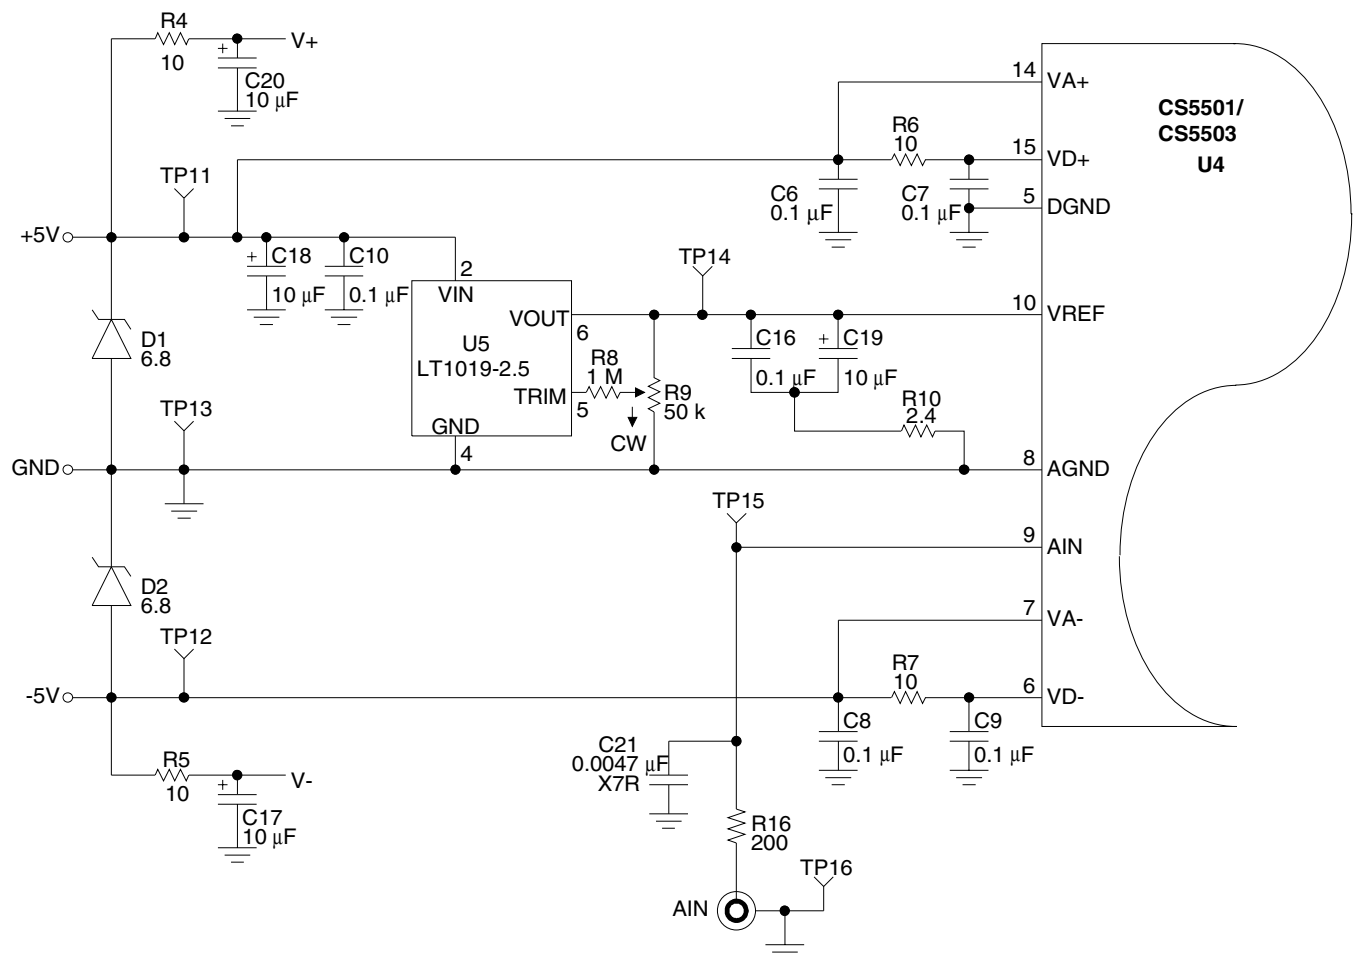 R4
10
V+
+
C20
10 µF
14
VA+
CS5501/
CS5503
U4
R6
10
15
VD+
TP11
C6
0.1 µF
C7
0.1 µF
5
DGND
+5V
+
C18
10 µF
C10
0.1 µF
2
VIN
TP14
VOUT
6
10
VREF
U5
LT1019-2.5
D1
6.8
R8
1 M
TRIM
5
R9
50 k
CW
C16
0.1 µF
+
C19
10 µF
R10
2.4
TP13
GND
4
GND
8
AGND
TP15
9
AIN
D2
6.8
7
VA-
TP12
R7
10
-5V
6
VD-
C8
0.1 µF
C9
0.1 µF
C21
0.0047 µF
X7R
R5
10
V-
+
C17
10 µF
R16
200
TP16
AIN